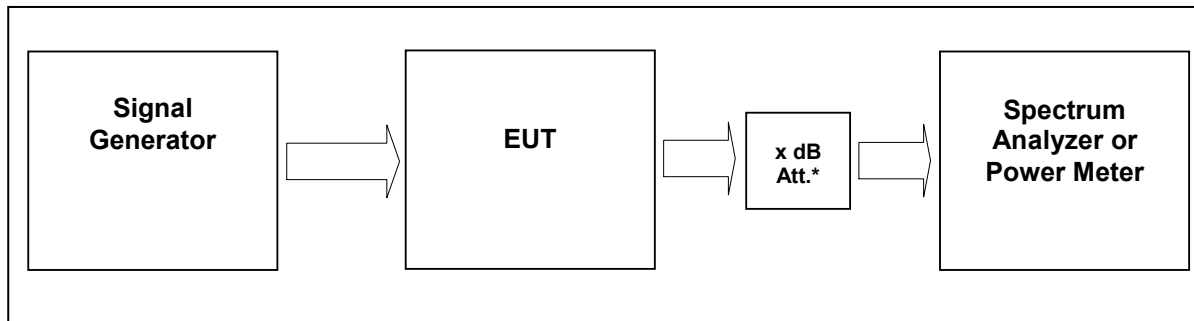 Signal
Generator
EUT
x dB
Att.*
Spectrum
Analyzer or
Power Meter